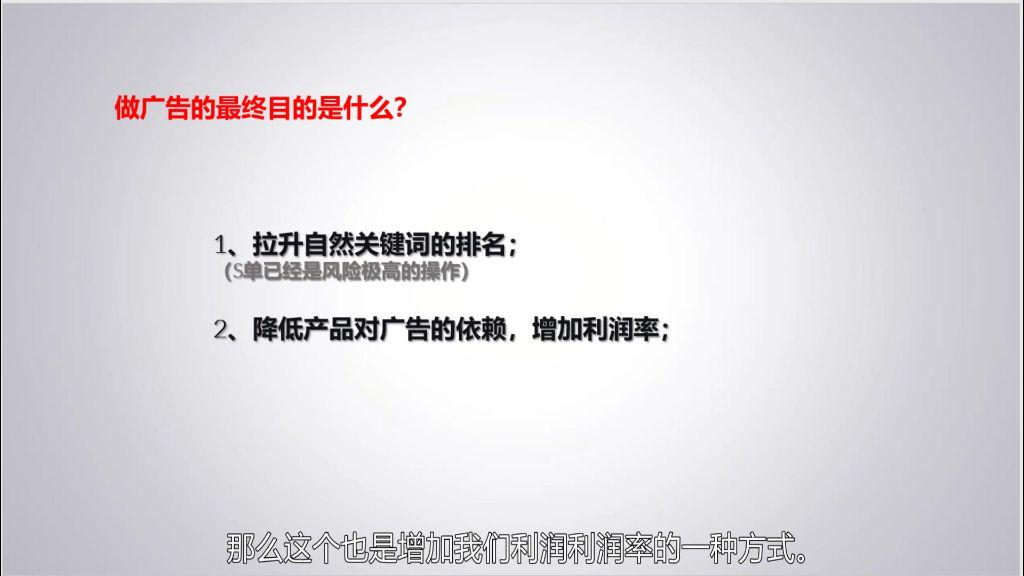 做广告的最终目的是什么？
1、拉升自然关键词的排名；
（S单已经是风险极高的操作）
2、降低产品对广告的依赖，增加利润率；
那么这个也是增加我们利润利润率的一种方式。